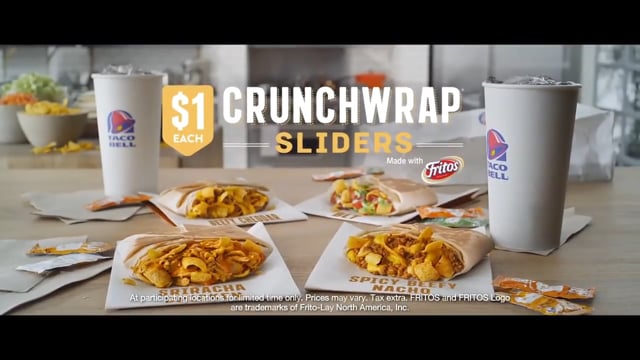 $1
EACH
CRUNCHWRAP
SLIDERS
Made with
Fritos
TACO
BELL
TACO
BELL
BEEFY CHEDDAR
SRIRACHA
SPICY BEEFY
NACHO
At participating locations for limited time only. Prices may vary. Tax extra. FRITOS and FRITOS Logo
are trademarks of Frito-Lay North America, Inc.